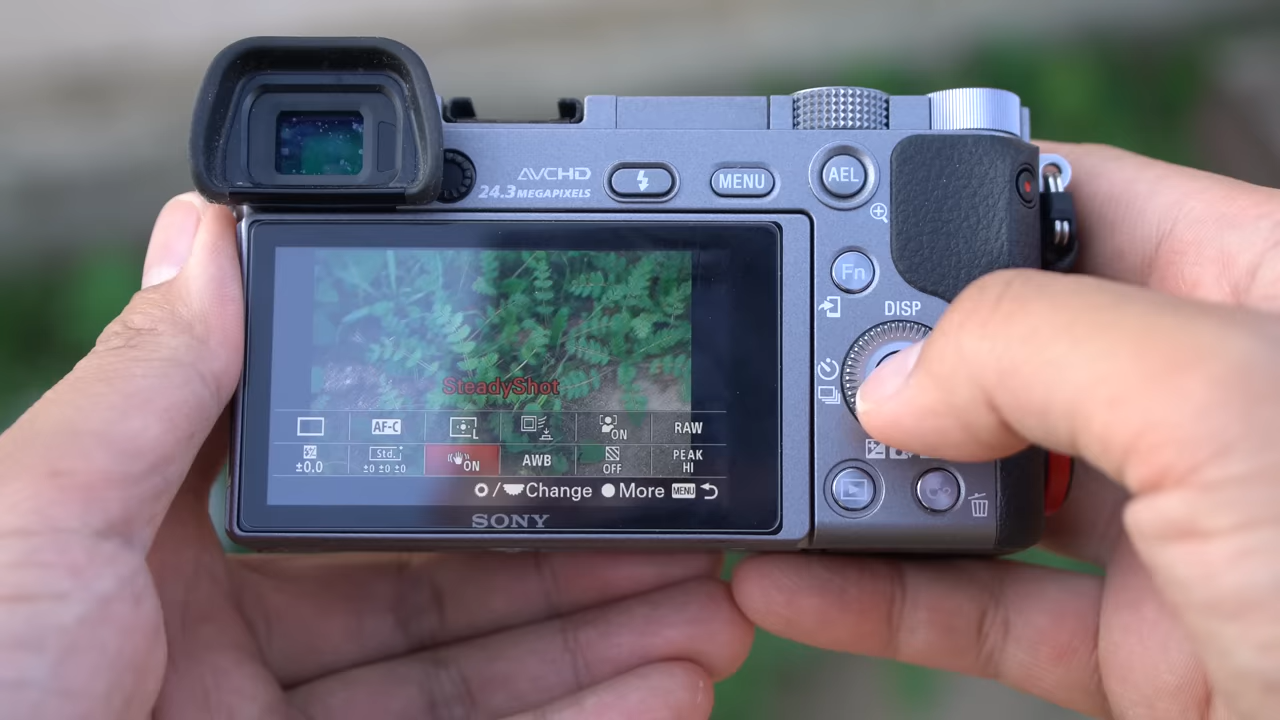 AVCHD
24.3 MEGAPIXELS
MENU
AEL
Fn
DISP
SteadyShot
AF-C
L
ON
RAW
±0.0
Std.
±0 ±0 ±0
ON
AWB
OFF
PEAK
HI
/ Change More MENU
SONY